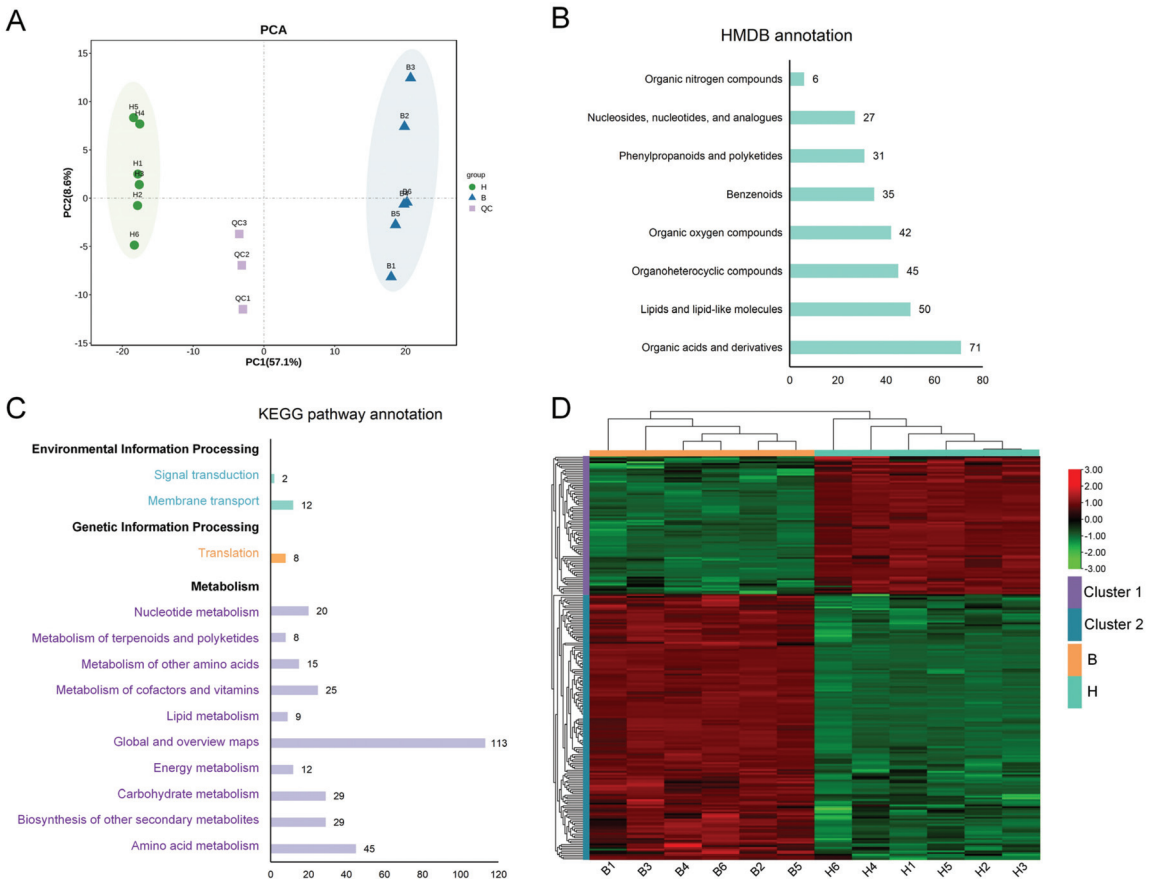 A
PCA
15
10
5
0
-5
-10
-15
-20
-10
0
10
20
PC2(8.6%)
PC1(57.1%)
H5
H4
H1
H3
H2
H6
QC3
QC2
QC1
B3
B2
B6
B4
B5
B1
group
H
B
QC
B
HMDB annotation
Organic nitrogen compounds 6
Nucleosides, nucleotides, and analogues 27
Phenylpropanoids and polyketides 31
Benzenoids 35
Organic oxygen compounds 42
Organoheterocyclic compounds 45
Lipids and lipid-like molecules 50
Organic acids and derivatives 71
0 20 40 60 80
C
KEGG pathway annotation
Environmental Information Processing
Signal transduction 2
Membrane transport 12
Genetic Information Processing
Translation 8
Metabolism
Nucleotide metabolism 20
Metabolism of terpenoids and polyketides 8
Metabolism of other amino acids 15
Metabolism of cofactors and vitamins 25
Lipid metabolism 9
Global and overview maps 113
Energy metabolism 12
Carbohydrate metabolism 29
Biosynthesis of other secondary metabolites 29
Amino acid metabolism 45
0 20 40 60 80 100 120
D
3.00
2.00
1.00
0.00
-1.00
-2.00
-3.00
Cluster 1
Cluster 2
B
H
B1 B3 B4 B6 B2 B5 H6 H4 H1 H5 H2 H3